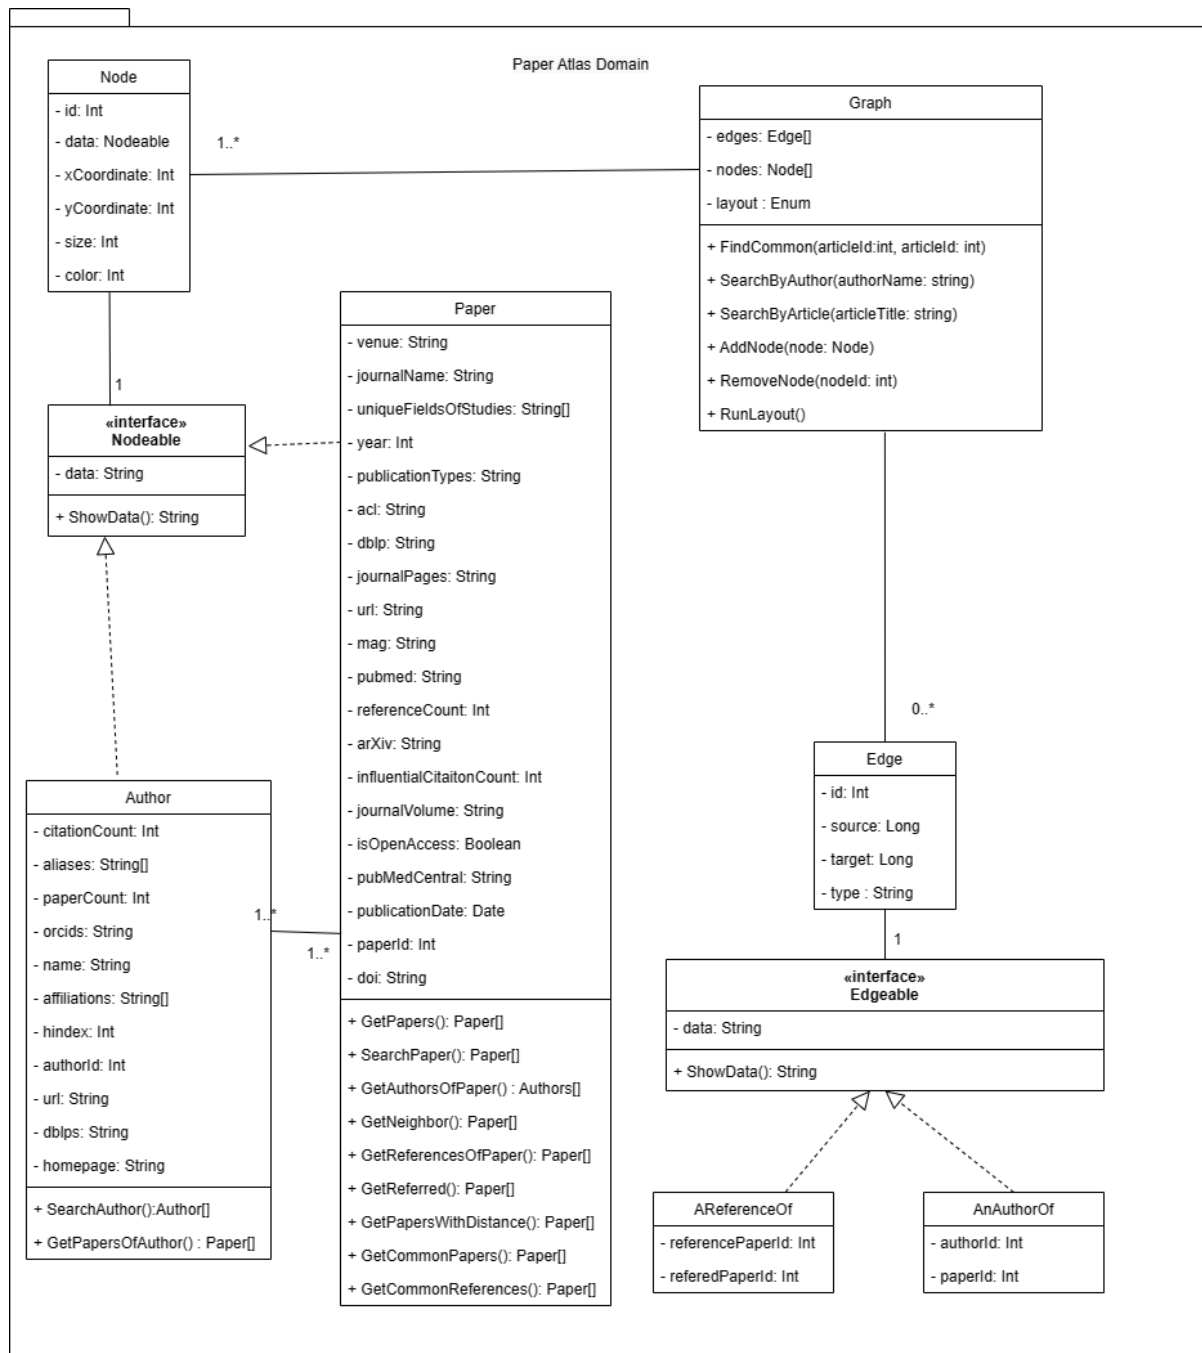 Paper Atlas Domain
Node
- id: Int
- data: Nodeable
- xCoordinate: Int
- yCoordinate: Int
- size: Int
- color: Int
1..*
Graph
- edges: Edge[]
- nodes: Node[]
- layout : Enum
+ FindCommon(articleId:int, articleId: int)
+ SearchByAuthor(authorName: string)
+ SearchByArticle(articleTitle: string)
+ AddNode(node: Node)
+ RemoveNode(nodeId: int)
+ RunLayout()
1
«interface»
Nodeable
- data: String
+ ShowData(): String
Paper
- venue: String
- journalName: String
- uniqueFieldsOfStudies: String[]
- year: Int
- publicationTypes: String
- acl: String
- dblp: String
- journalPages: String
- url: String
- mag: String
- pubmed: String
- referenceCount: Int
- arXiv: String
- influentialCitaitonCount: Int
- journalVolume: String
- isOpenAccess: Boolean
- pubMedCentral: String
- publicationDate: Date
- paperId: Int
- doi: String
+ GetPapers(): Paper[]
+ SearchPaper(): Paper[]
+ GetAuthorsOfPaper() : Authors[]
+ GetNeighbor(): Paper[]
+ GetReferencesOfPaper(): Paper[]
+ GetReferred(): Paper[]
+ GetPapersWithDistance(): Paper[]
+ GetCommonPapers(): Paper[]
+ GetCommonReferences(): Paper[]
Author
- citationCount: Int
- aliases: String[]
- paperCount: Int
- orcids: String
- name: String
- affiliations: String[]
- hindex: Int
- authorId: Int
- url: String
- dblps: String
- homepage: String
+ SearchAuthor():Author[]
+ GetPapersOfAuthor() : Paper[]
1..*
1..*
0..*
Edge
- id: Int
- source: Long
- target: Long
- type : String
1
«interface»
Edgeable
- data: String
+ ShowData(): String
AReferenceOf
- referencePaperId: Int
- referedPaperId: Int
AnAuthorOf
- authorId: Int
- paperId: Int